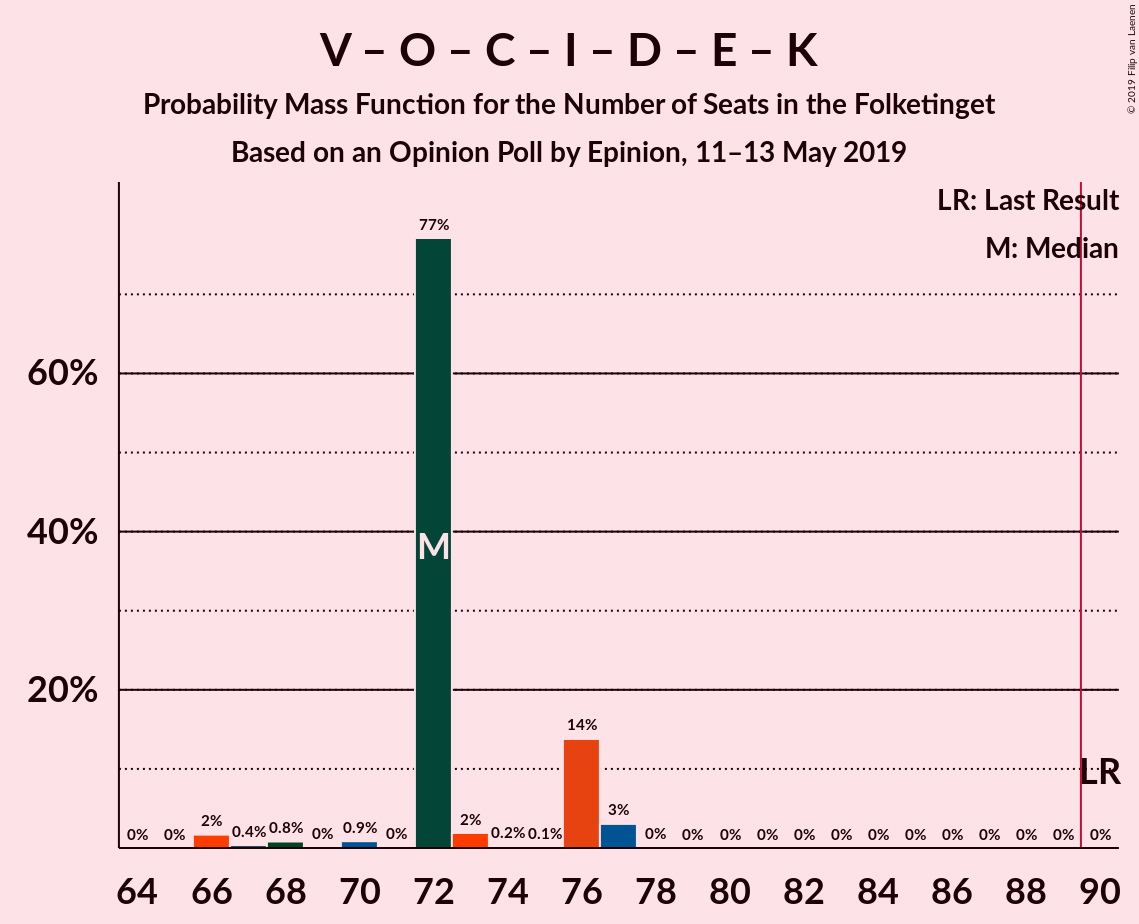 V – O – C – I – D – E – K
Probability Mass Function for the Number of Seats in the Folketinget
Based on an Opinion Poll by Epinion, 11–13 May 2019
© 2019 Filip van Laenen
LR: Last Result
M: Median
77%
60%
40%
M
20%
14%
LR
0% 0% 2% 0.4% 0.8% 0% 0.9% 0% 2% 0.2% 0.1% 3% 0% 0% 0% 0% 0% 0% 0% 0% 0% 0% 0% 0% 0%
64 66 68 70 72 74 76 78 80 82 84 86 88 90